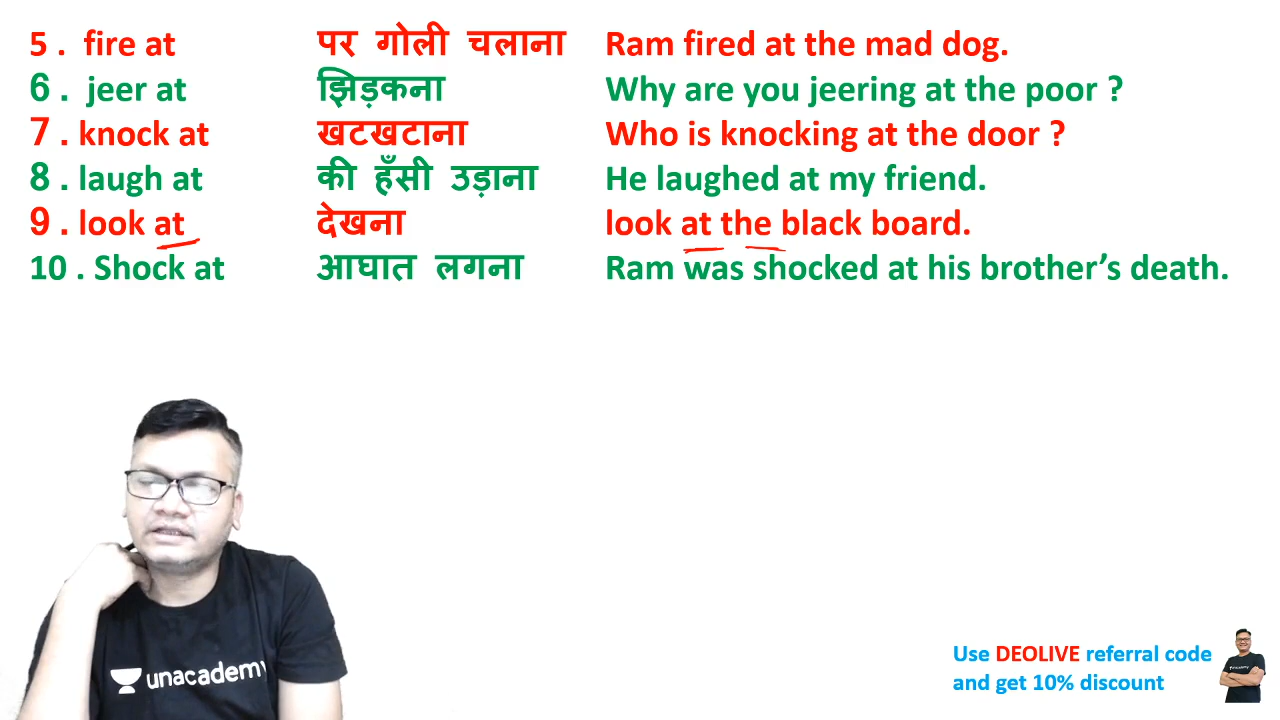 5 . fire at पर गोली चलाना Ram fired at the mad dog.
6 . jeer at झिड़कना Why are you jeering at the poor ?
7 . knock at खटखटाना Who is knocking at the door ?
8 . laugh at की हँसी उड़ाना He laughed at my friend.
9 . look at देखना look at the black board.
10 . Shock at आघात लगना Ram was shocked at his brother’s death.
unacademy
Use DEOLIVE referral code
and get 10% discount